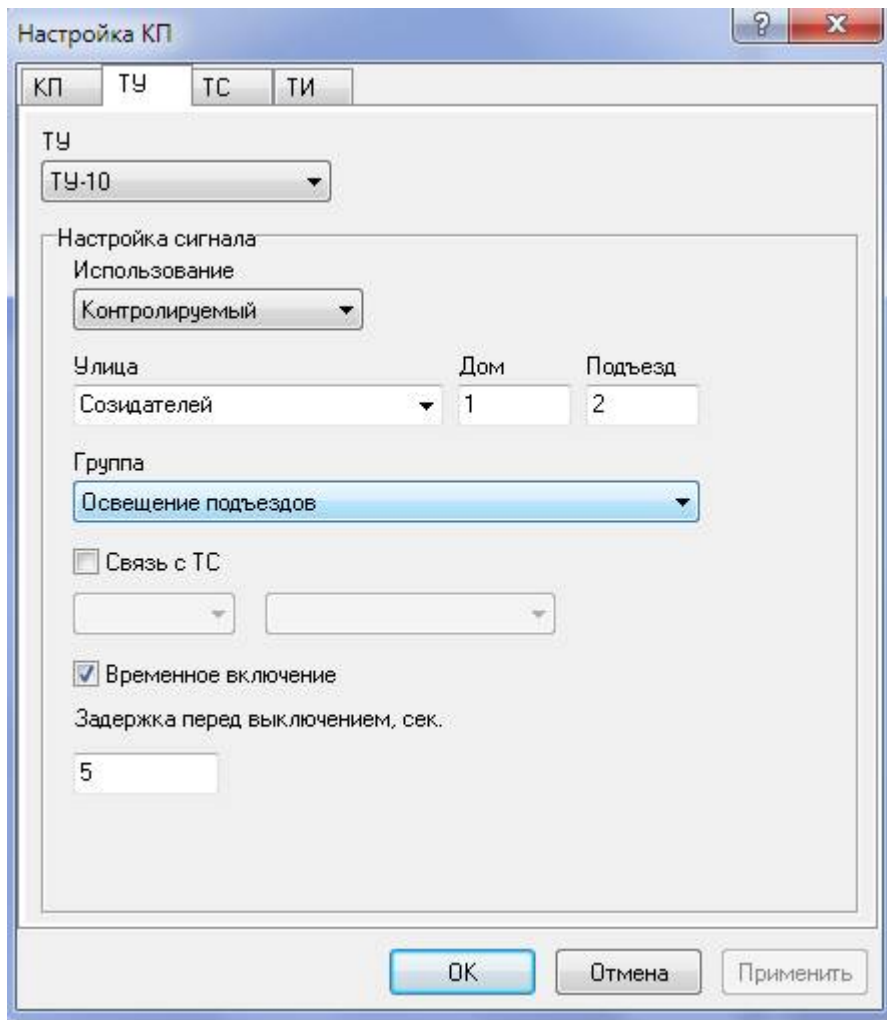 Настройка КП
КП ТУ ТС ТИ
ТУ
ТУ-10
Настройка сигнала
Использование
Контролируемый
Улица Дом Подъезд
Созидателей 1 2
Группа
Освещение подъездов
Связь с ТС
Временное включение
Задержка перед выключением, сек.
5
OK Отмена Применить